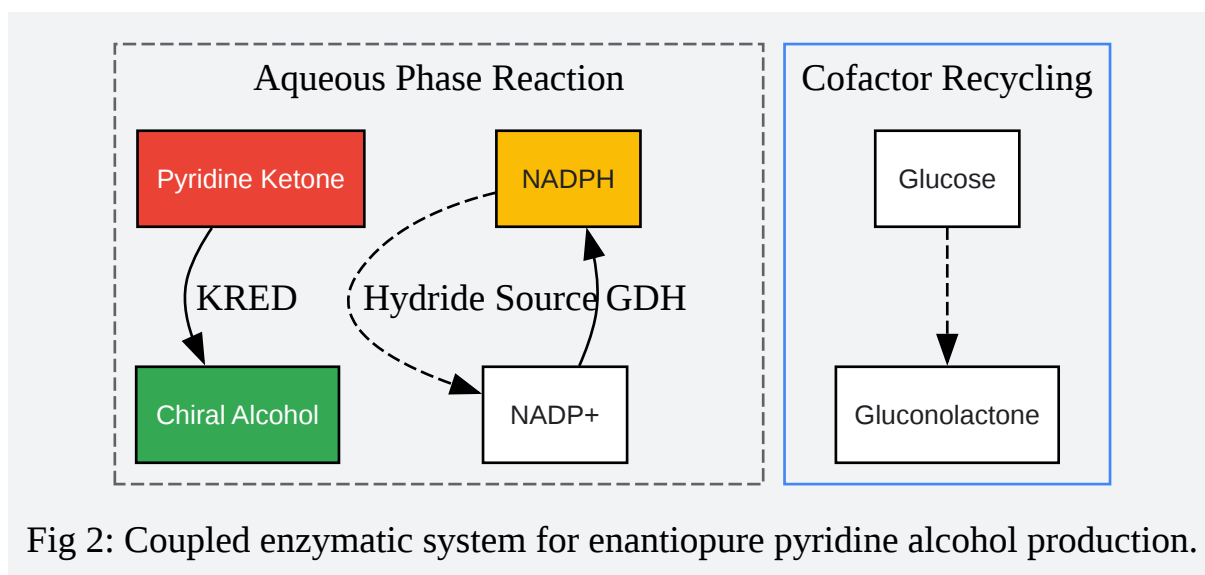 Aqueous Phase Reaction
Cofactor Recycling
Pyridine Ketone
NADPH
Glucose
KRED
Hydride Source
GDH
Chiral Alcohol
NADP+
Gluconolactone
Fig 2: Coupled enzymatic system for enantiopure pyridine alcohol production.